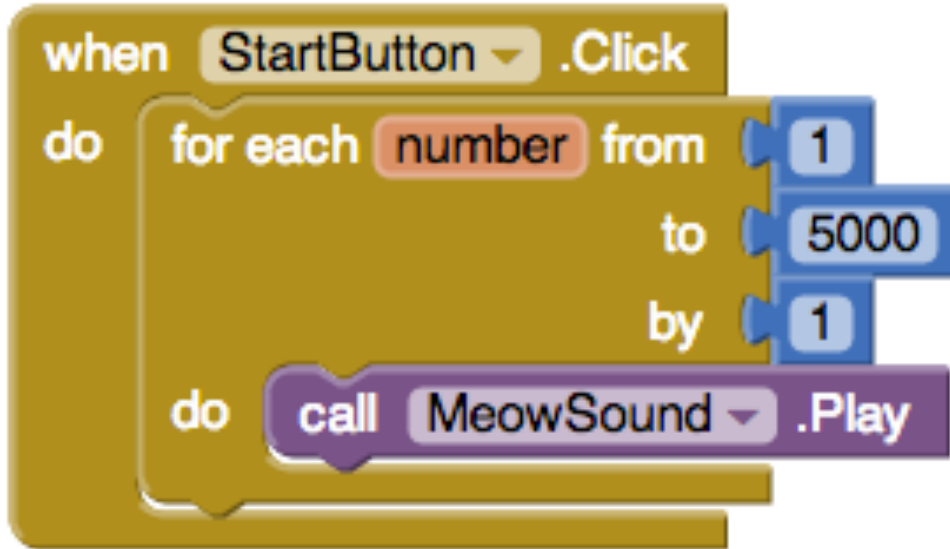 when StartButton .Click
do for each number from 1
to 5000
by 1
do call MeowSound .Play